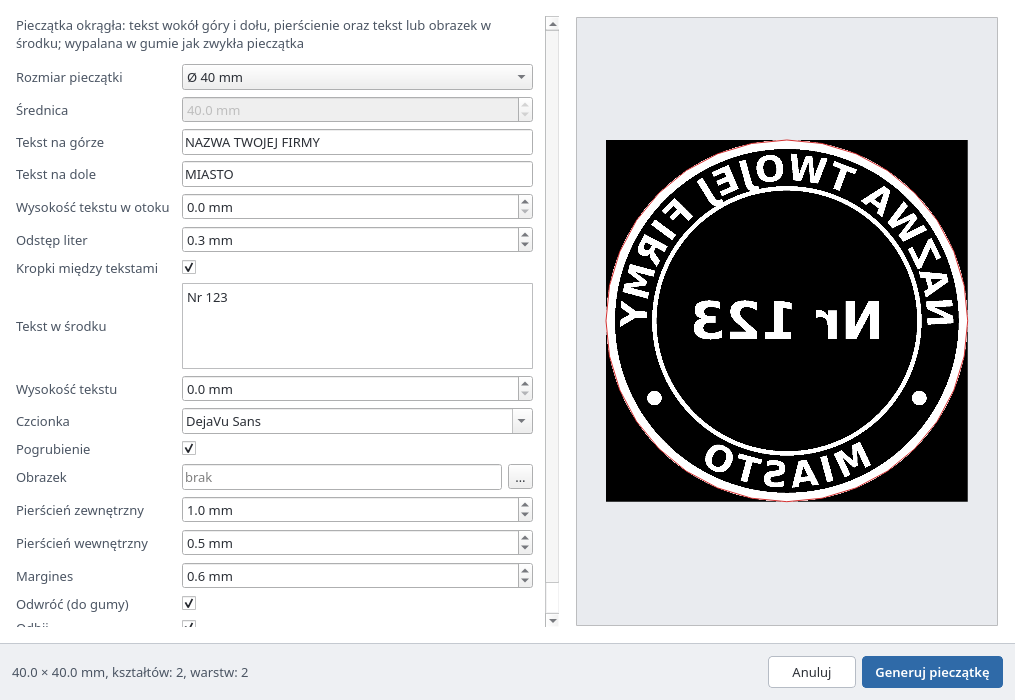 Pieczątka okrągła: tekst wokół góry i dołu, pierścienie oraz tekst lub obrazek w
środku; wypalana w gumie jak zwykła pieczątka
Rozmiar pieczątki
Ø 40 mm
Średnica
40.0 mm
Tekst na górze
NAZWA TWOJEJ FIRMY
Tekst na dole
MIASTO
Wysokość tekstu w otoku
0.0 mm
Odstęp liter
0.3 mm
Kropki między tekstami
Tekst w środku
Nr 123
Wysokość tekstu
0.0 mm
Czcionka
DejaVu Sans
Pogrubienie
Obrazek
brak
...
Pierścień zewnętrzny
1.0 mm
Pierścień wewnętrzny
0.5 mm
Margines
0.6 mm
Odwróć (do gumy)
NAZWA TWOJEJ FIRMY
Nr 123
MIASTO
40.0 × 40.0 mm, kształtów: 2, warstw: 2
Anuluj
Generuj pieczątkę